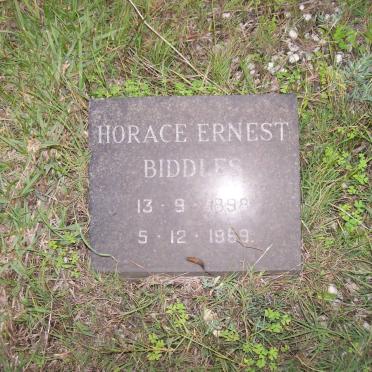 HORACE ERNEST
BIDDLES
13 · 9 · 1898
5 · 12 · 1969